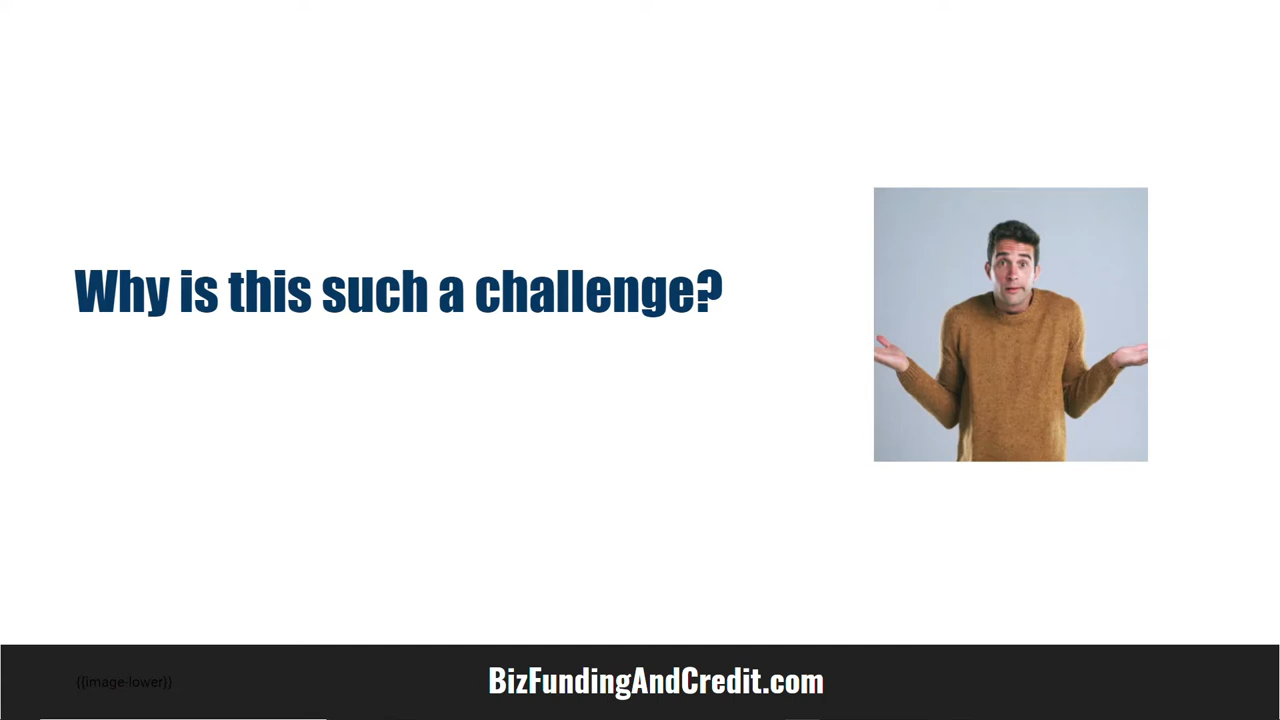 Why is this such a challenge?
{{image-lower}}
BizFundingAndCredit.com